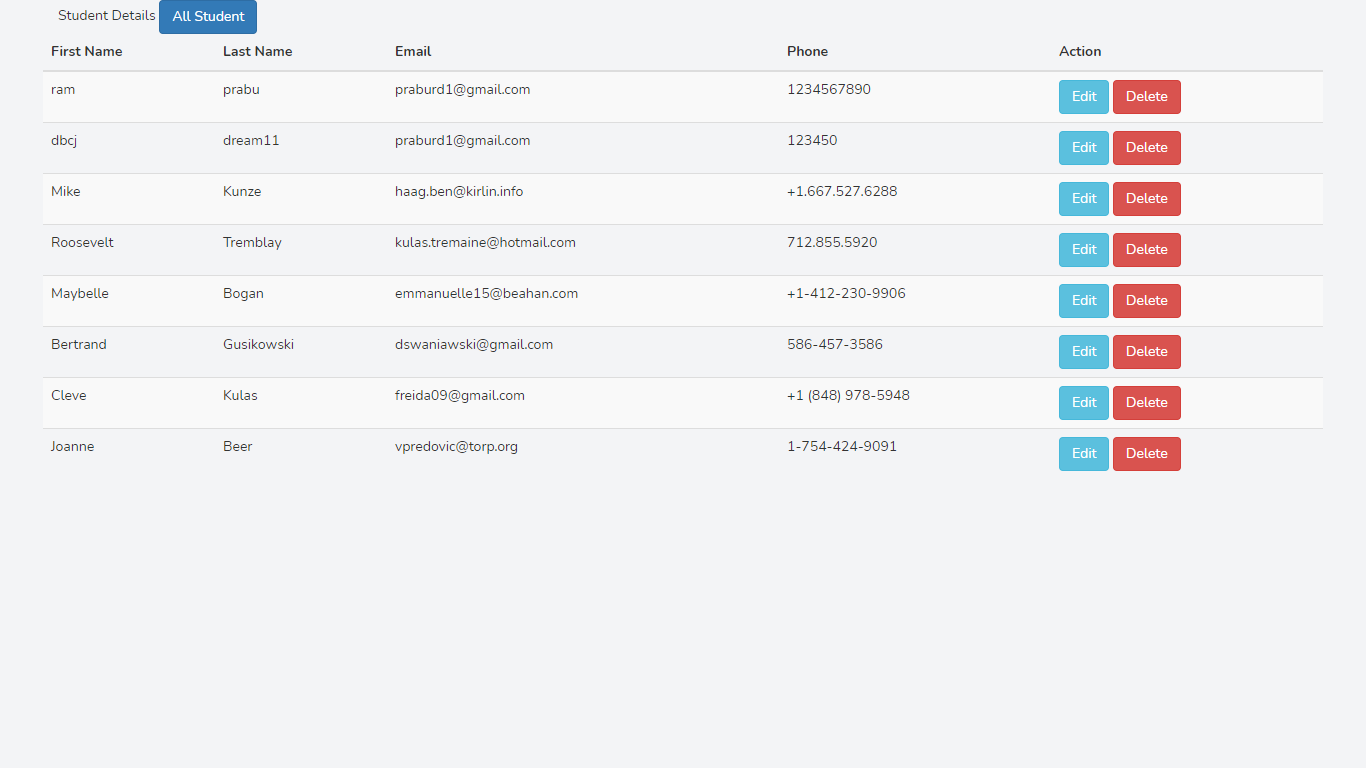 Student Details All Student
First Name Last Name Email Phone Action
ram prabu praburd1@gmail.com 1234567890 Edit Delete
dbcj dream11 praburd1@gmail.com 123450 Edit Delete
Mike Kunze haag.ben@kirlin.info +1.667.527.6288 Edit Delete
Roosevelt Tremblay kulas.tremaine@hotmail.com 712.855.5920 Edit Delete
Maybelle Bogan emmanuelle15@beahan.com +1-412-230-9906 Edit Delete
Bertrand Gusikowski dswaniawski@gmail.com 586-457-3586 Edit Delete
Cleve Kulas freida09@gmail.com +1 (848) 978-5948 Edit Delete
Joanne Beer vpredovic@torp.org 1-754-424-9091 Edit Delete